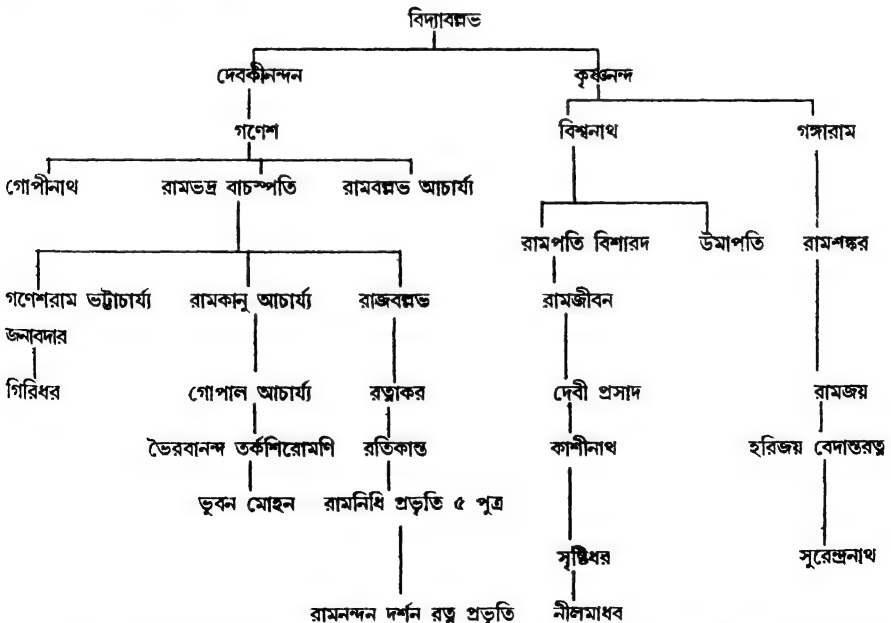 বিদ্যাবল্লভ
দেবকীনন্দন কৃষ্ণনন্দ
গণেশ বিশ্বনাথ গঙ্গারাম
গোপীনাথ রামভদ্র বাচস্পতি রামবল্লভ আচার্য্য
রামপতি বিশারদ উমাপতি রামশঙ্কর
গণেশরাম ভট্টাচার্য্য রামকানু আচার্য্য রাজবল্লভ রামজীবন
জনাবদার
গিরিধর গোপাল আচার্য্য রত্নাকর দেবী প্রসাদ রামজয়
ভৈরবানন্দ তর্কশিরোমণি রতিকান্ত কাশীনাথ হরিজয় বেদান্তরত্ন
ভুবন মোহন রামনিধি প্রভৃতি ৫ পুত্র
সৃষ্টিধর সুরেন্দ্রনাথ
রামনন্দন দর্শন রত্ন প্রভৃতি নীলমাধব